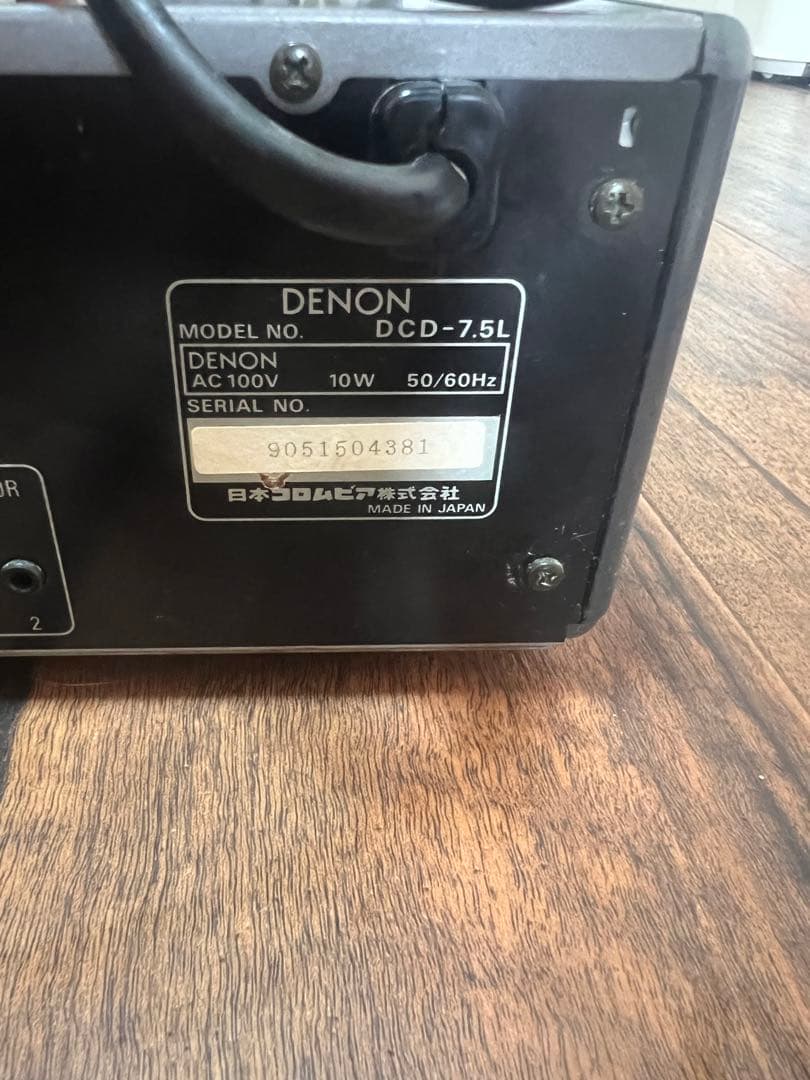 DENON
MODEL NO. DCD-7.5L
DENON
AC 100V 10W 50/60Hz
SERIAL NO.
9051504381
日本コロムビア株式会社
MADE IN JAPAN
2